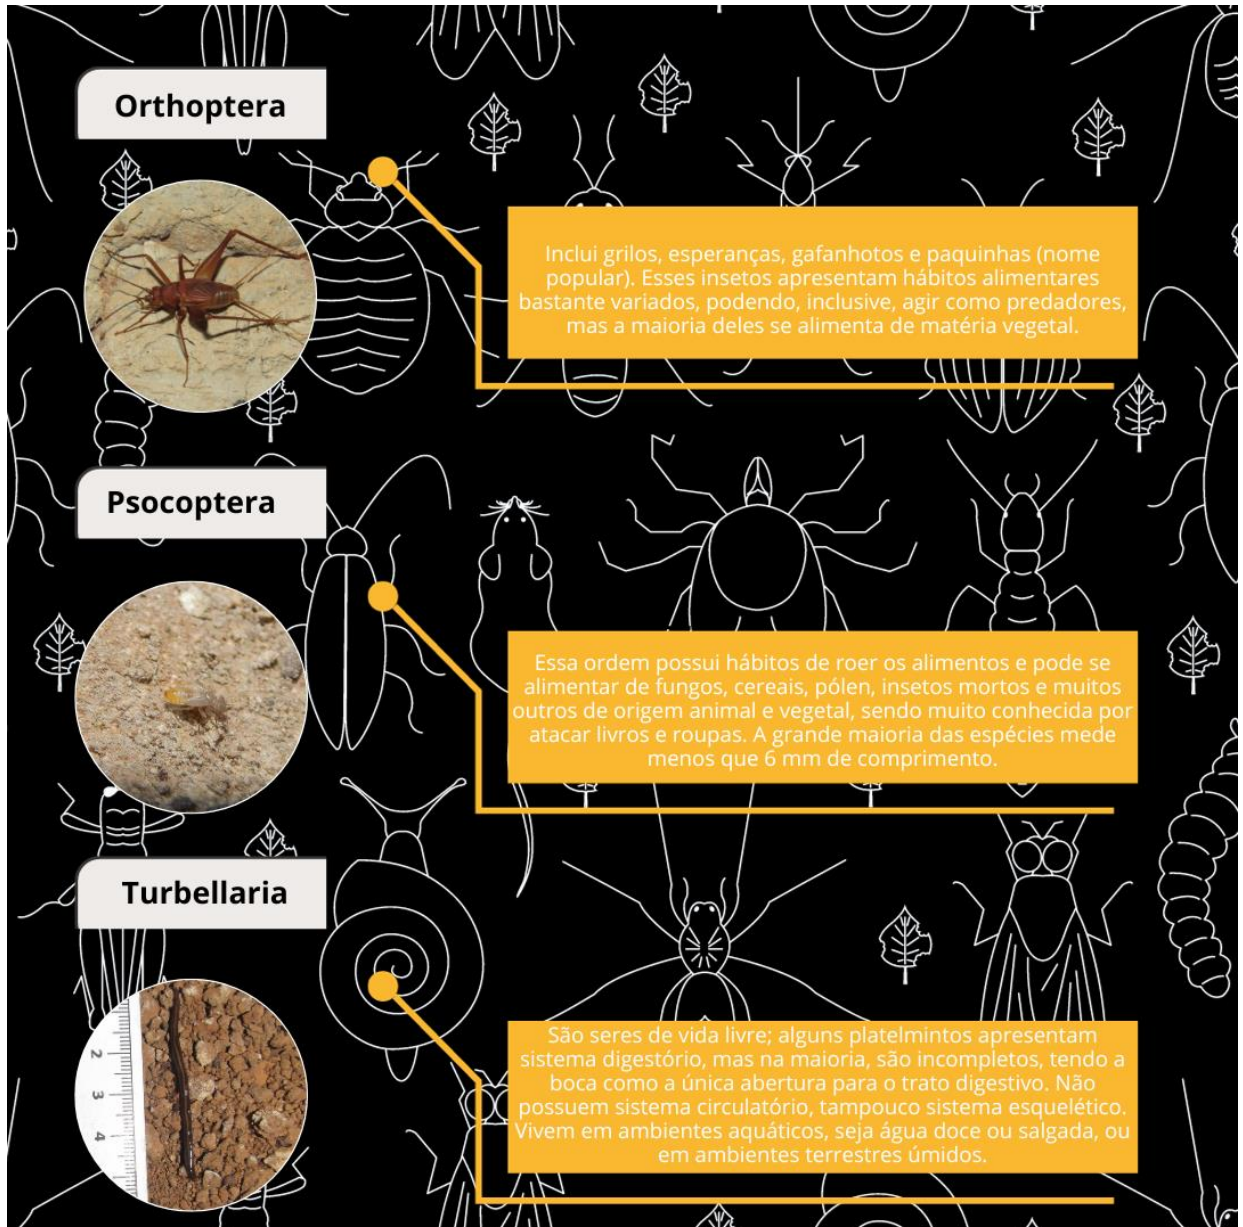 Orthoptera
Inclui grilos, esperanças, gafanhotos e paquinhas (nome
popular). Esses insetos apresentam hábitos alimentares
bastante variados, podendo, inclusive, agir como predadores,
mas a maioria deles se alimenta de matéria vegetal.
Psocoptera
Essa ordem possui hábitos de roer os alimentos e pode se
alimentar de fungos, cereais, pólen, insetos mortos e muitos
outros de origem animal e vegetal, sendo muito conhecida por
atacar livros e roupas. A grande maioria das espécies mede
menos que 6 mm de comprimento.
Turbellaria
São seres de vida livre; alguns platelmintos apresentam
sistema digestório, mas na maioria, são incompletos, tendo a
boca como a única abertura para o trato digestivo. Não
possuem sistema circulatório, tampouco sistema esquelético.
Vivem em ambientes aquáticos, seja água doce ou salgada, ou
em ambientes terrestres úmidos.
2
3
4